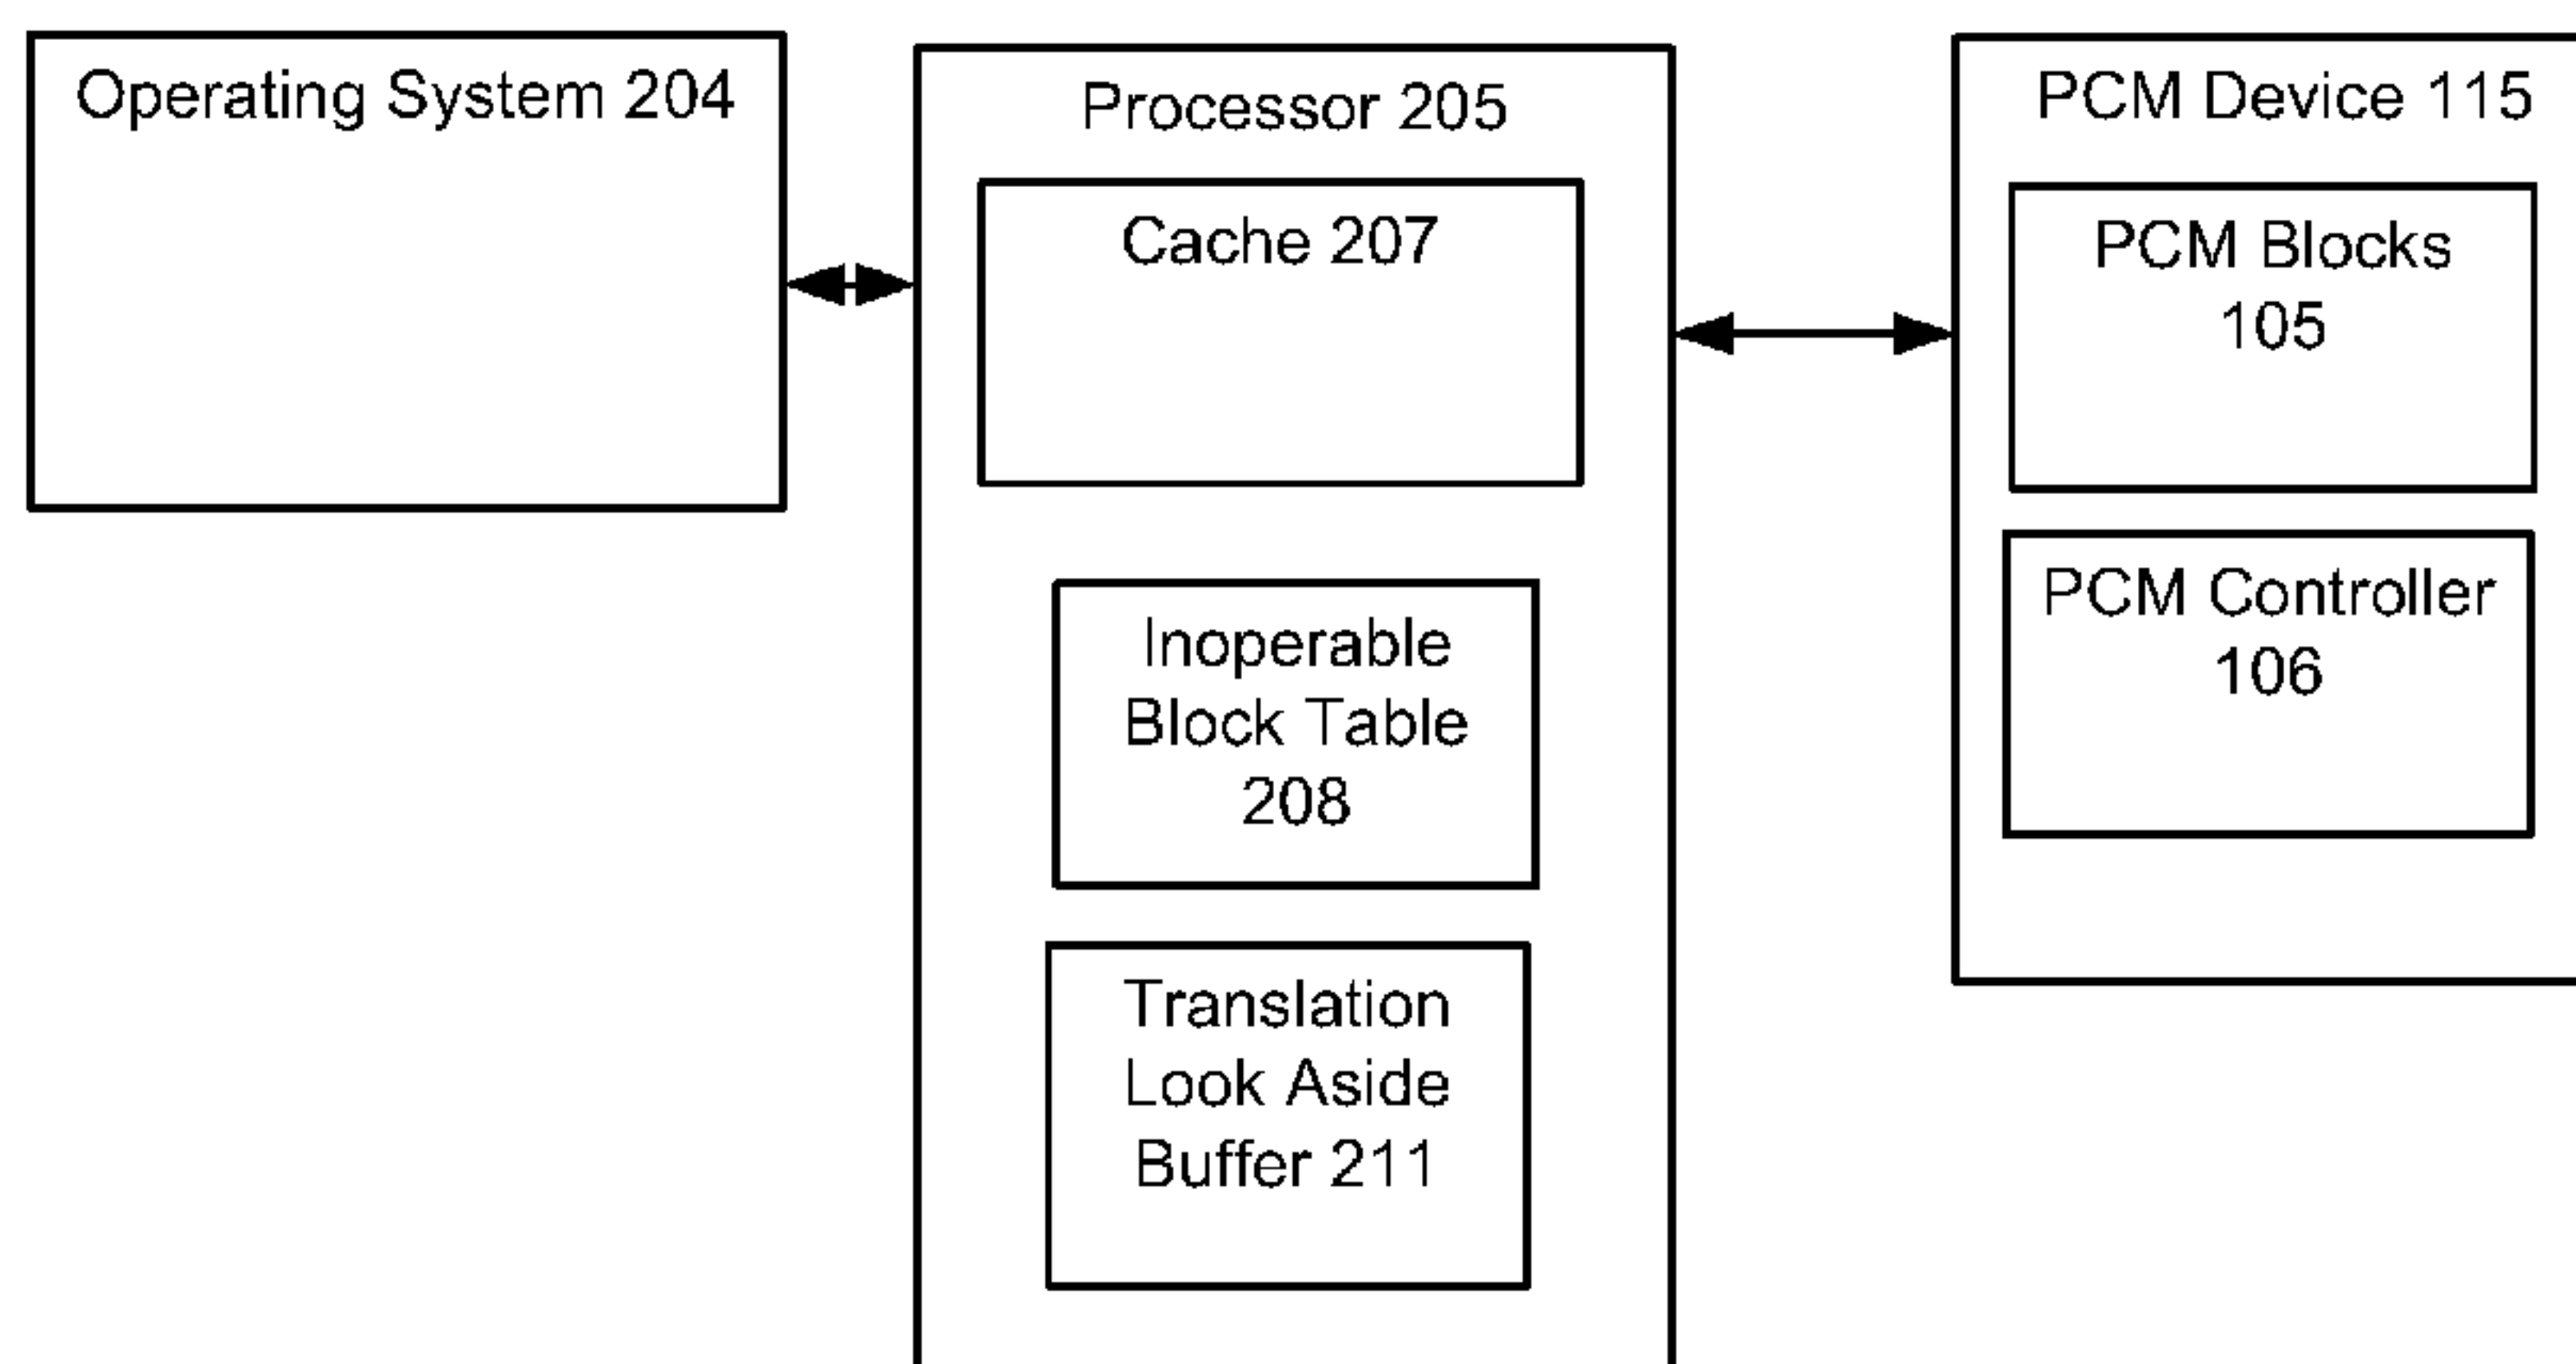 Operating System 204
Processor 205
Cache 207
Inoperable
Block Table
208
Translation
Look Aside
Buffer 211
PCM Device 115
PCM Blocks
105
PCM Controller
106